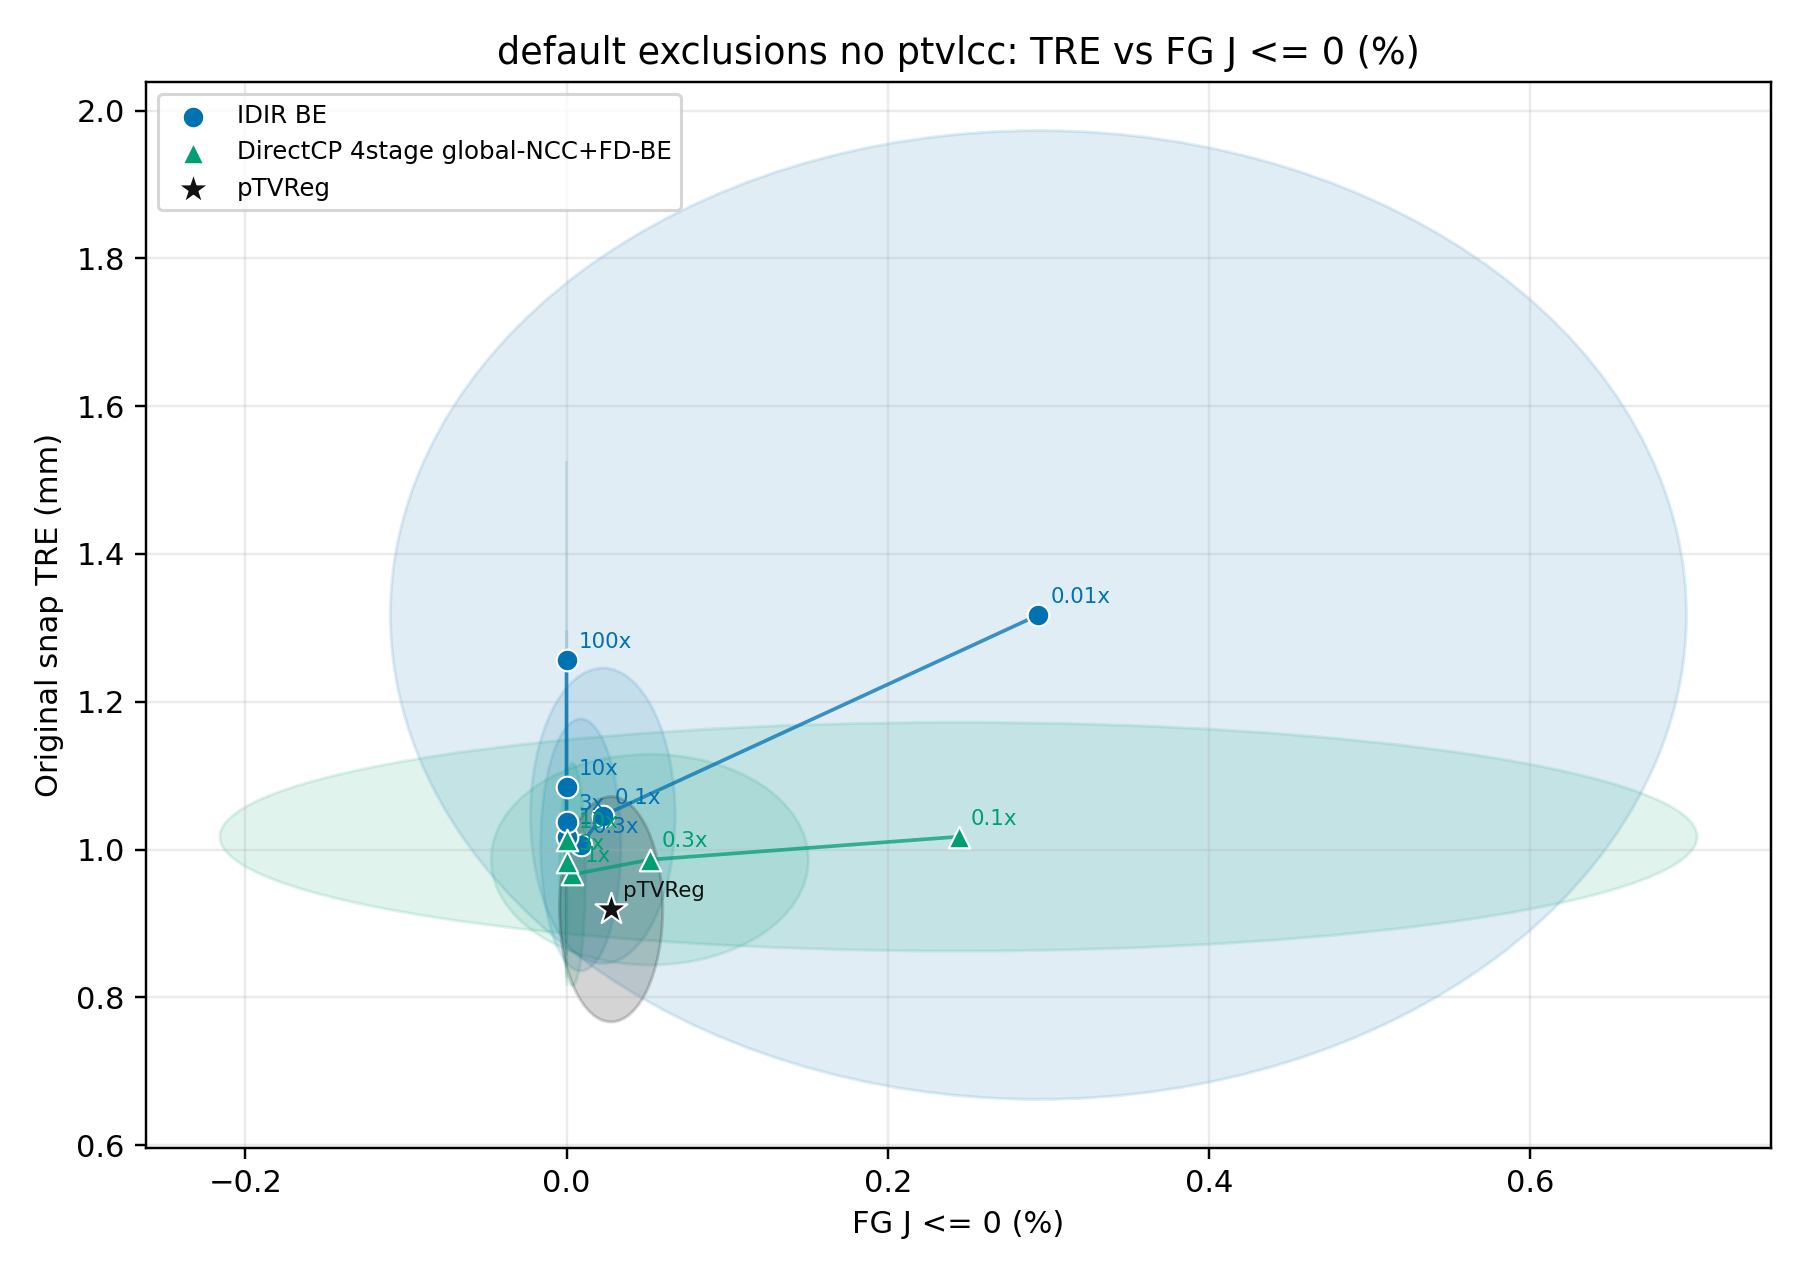 default exclusions no ptvlcc: TRE vs FG J <= 0 (%)
IDIR BE
DirectCP 4stage global-NCC+FD-BE
pTVReg
2.0
1.8
1.6
1.4
1.2
1.0
0.8
0.6
Original snap TRE (mm)
0.01x
100x
10x
3x
0.1x
0.3x
0.1x
0.3x
1x
pTVReg
−0.2
0.0
0.2
0.4
0.6
FG J <= 0 (%)